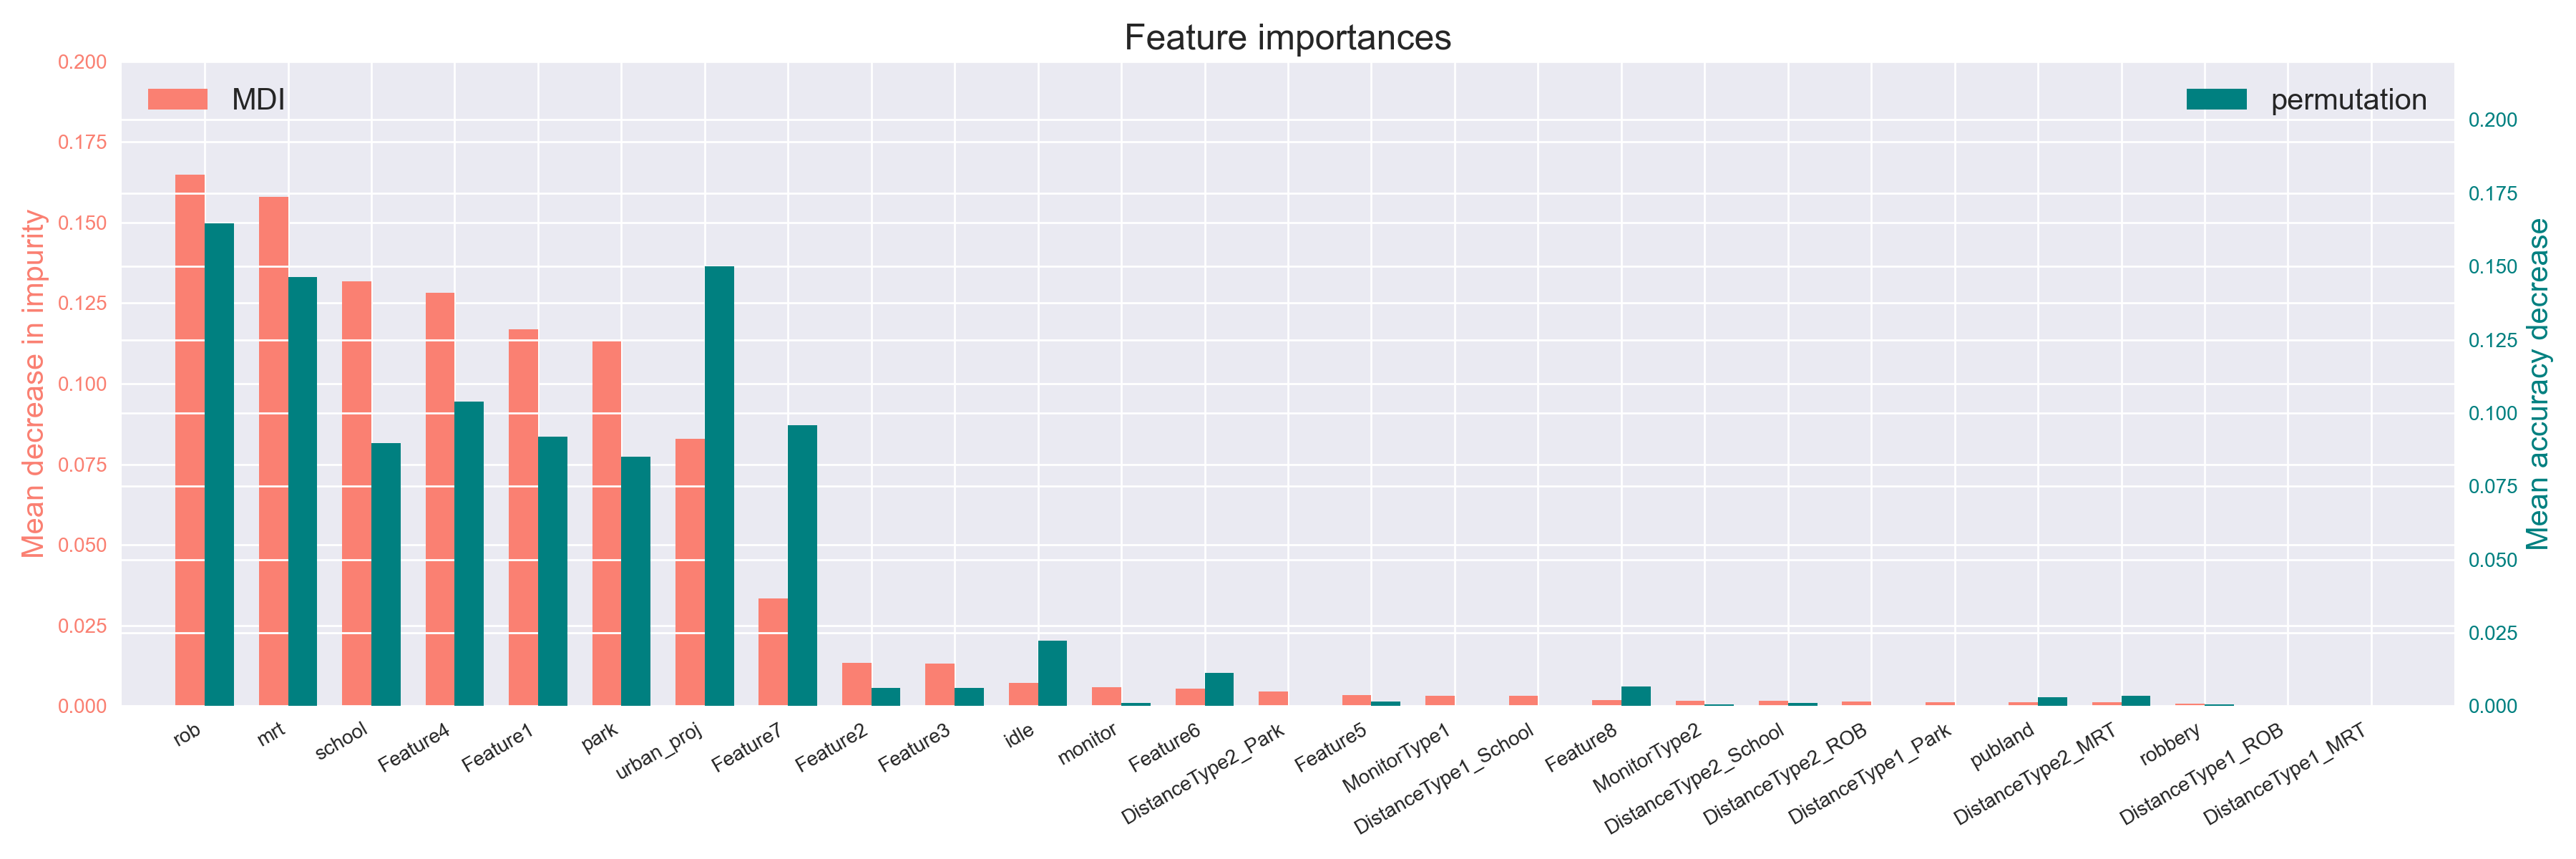 Feature importances
MDI
permutation
Mean decrease in impurity
0.200
0.175
0.150
0.125
0.100
0.075
0.050
0.025
0.000
Mean accuracy decrease
0.200
0.175
0.150
0.125
0.100
0.075
0.050
0.025
0.000
rob
mrt
school
Feature4
Feature1
park
urban_proj
Feature7
Feature2
Feature3
idle
monitor
Feature6
DistanceType2_Park
Feature5
MonitorType1
DistanceType1_School
Feature8
MonitorType2
DistanceType2_School
DistanceType2_ROB
DistanceType1_Park
publand
DistanceType2_MRT
robbery
DistanceType1_ROB
DistanceType1_MRT